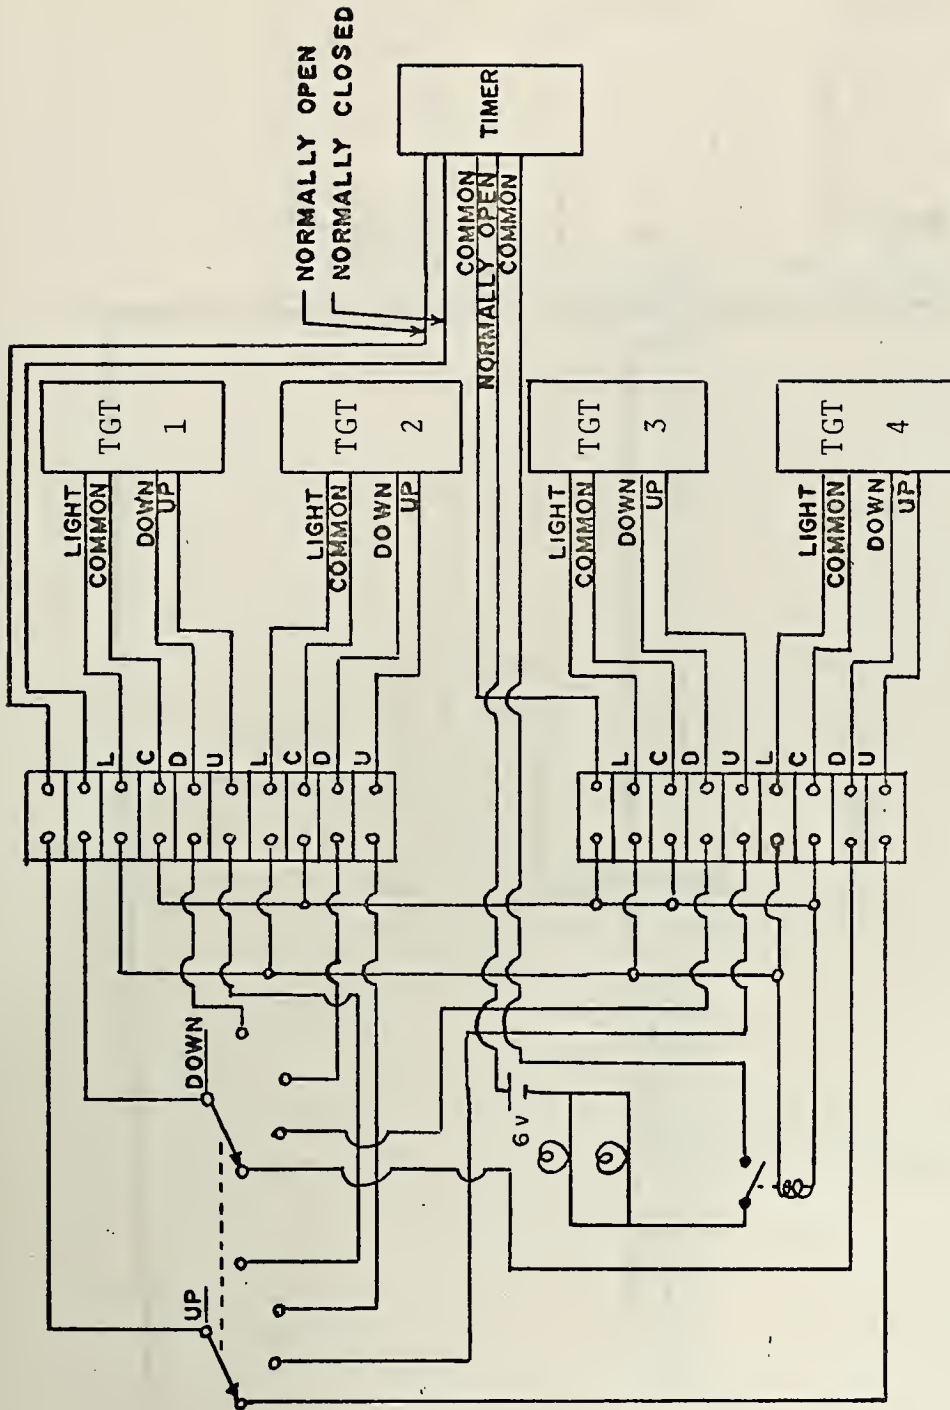 NORMALLY OPEN
NORMALLY CLOSED
TIMER
COMMON
NORMALLY OPEN
COMMON
TGT
1
LIGHT
COMMON
DOWN
UP
TGT
2
LIGHT
COMMON
DOWN
UP
TGT
3
LIGHT
COMMON
DOWN
UP
TGT
4
LIGHT
COMMON
DOWN
UP
L
C
D
U
L
C
D
U
L
C
D
U
L
C
D
U
DOWN
UP
6V